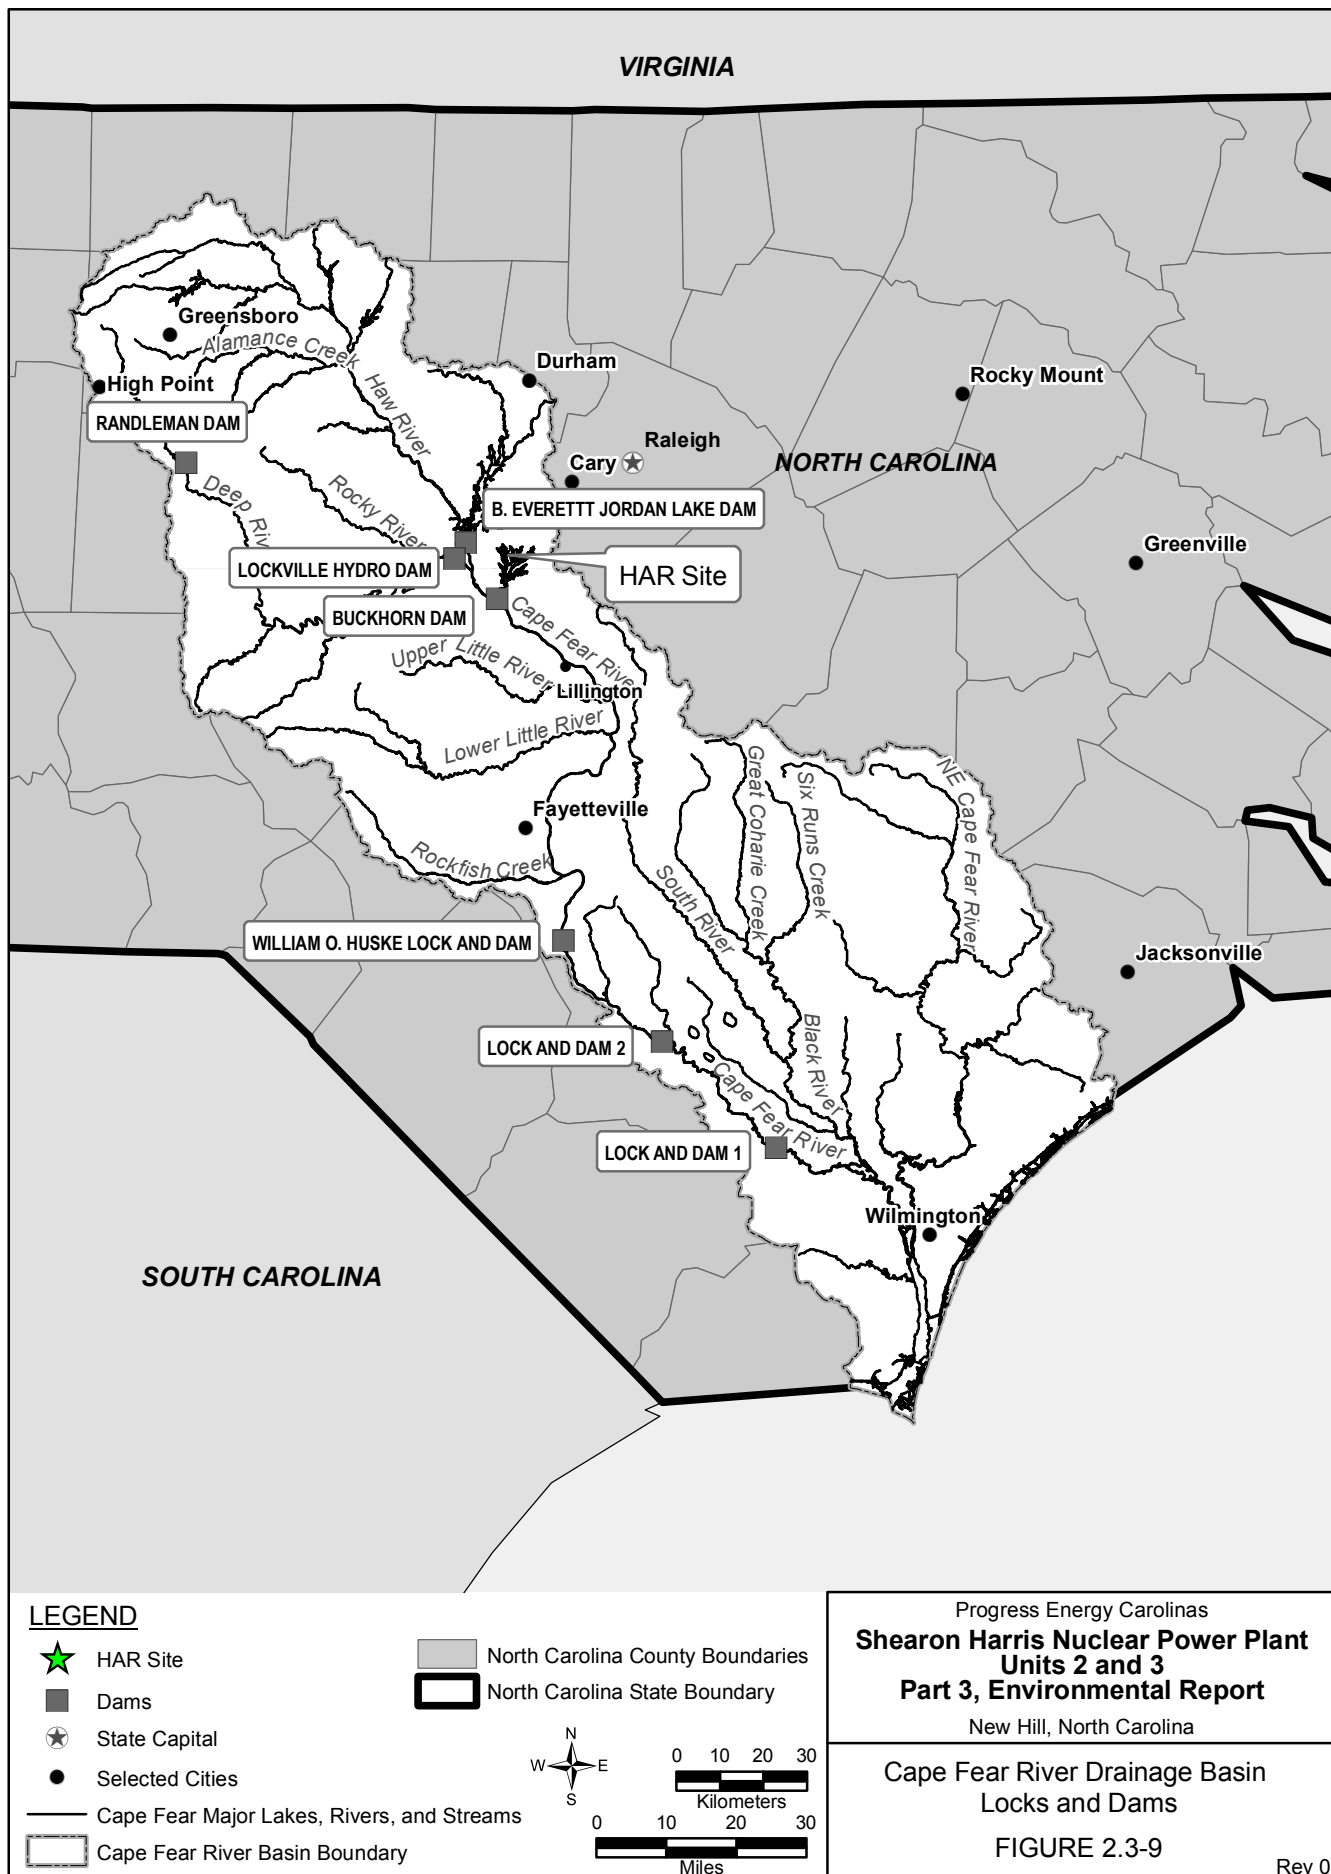 VIRGINIA
Greensboro
Alamance Creek
Durham
High Point
Haw River
Rocky Mount
RANDLEMAN DAM
Raleigh
Cary
NORTH CAROLINA
Deep Riv
Rocky River
B. EVERETTT JORDAN LAKE DAM
Greenville
LOCKVILLE HYDRO DAM
HAR Site
BUCKHORN DAM
Cape Fear River
Upper Little River
Lillington
Lower Little River
Great Coharie Creek
Six Runs Creek
NE Cape Fear River
Fayetteville
Rockfish Creek
South River
WILLIAM O. HUSKE LOCK AND DAM
Jacksonville
LOCK AND DAM 2
Black River
Cape Fear River
LOCK AND DAM 1
Wilmington
SOUTH CAROLINA
LEGEND
HAR Site
Dams
State Capital
Selected Cities
Cape Fear Major Lakes, Rivers, and Streams
Cape Fear River Basin Boundary
North Carolina County Boundaries
North Carolina State Boundary
N
W E
S
0 10 20 30
Kilometers
0 10 20 30
Miles
Progress Energy Carolinas
Shearon Harris Nuclear Power Plant
Units 2 and 3
Part 3, Environmental Report
New Hill, North Carolina
Cape Fear River Drainage Basin
Locks and Dams
FIGURE 2.3-9
Rev 0